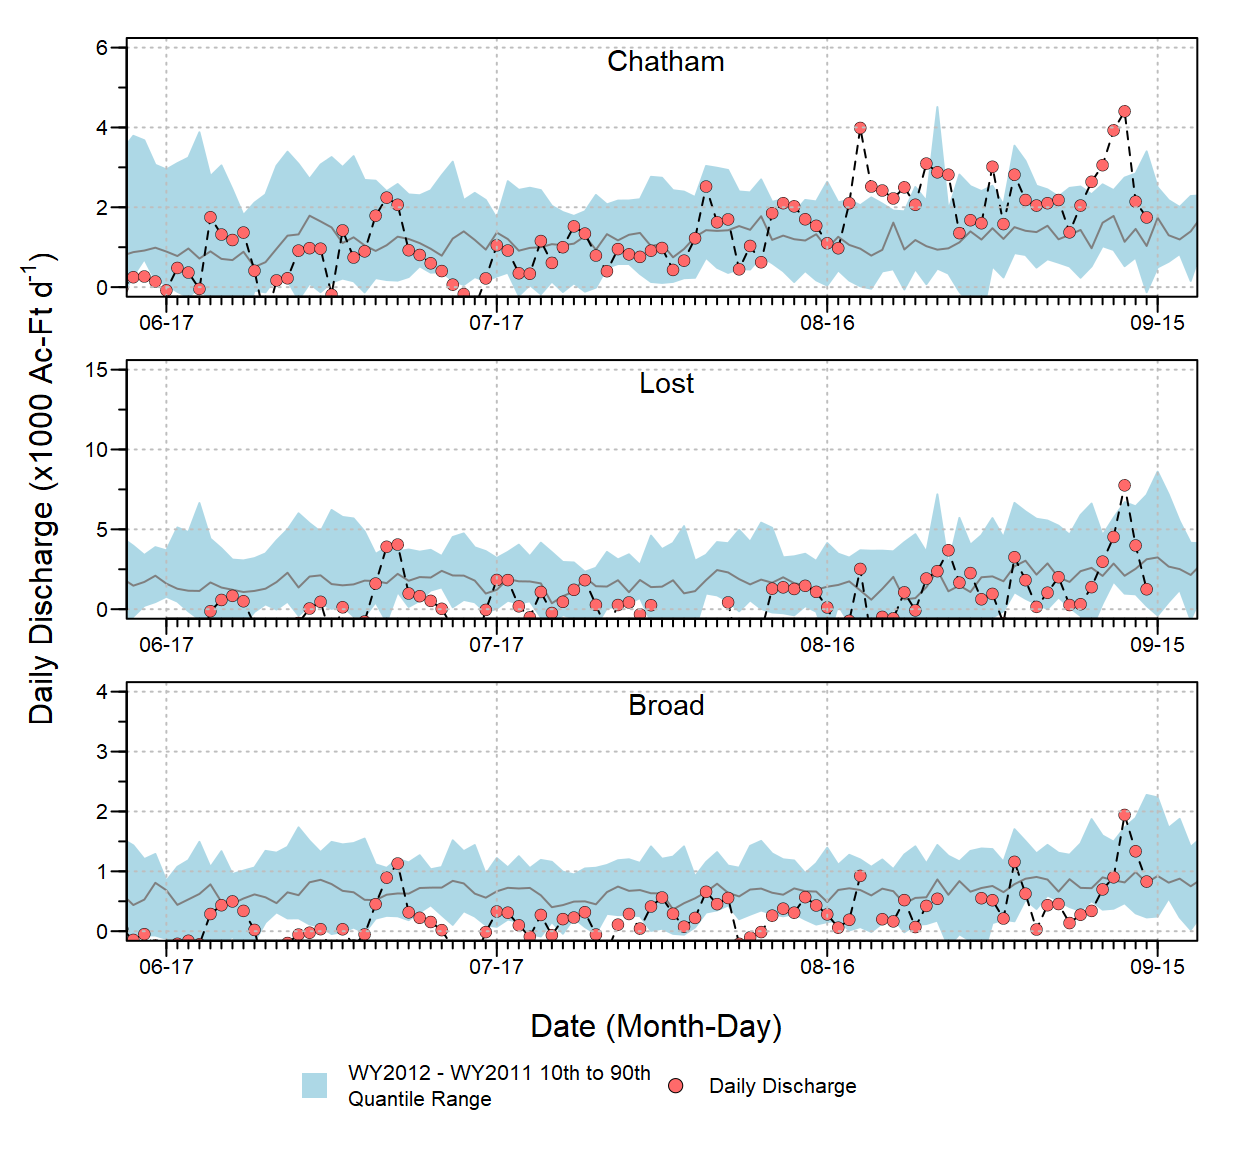 Daily Discharge (x1000 Ac-Ft d⁻¹)
Chatham
6
4
2
0
06-17 07-17 08-16 09-15
Lost
15
10
5
0
06-17 07-17 08-16 09-15
Broad
4
3
2
1
0
06-17 07-17 08-16 09-15
Date (Month-Day)
WY2012 - WY2011 10th to 90th
Quantile Range
Daily Discharge